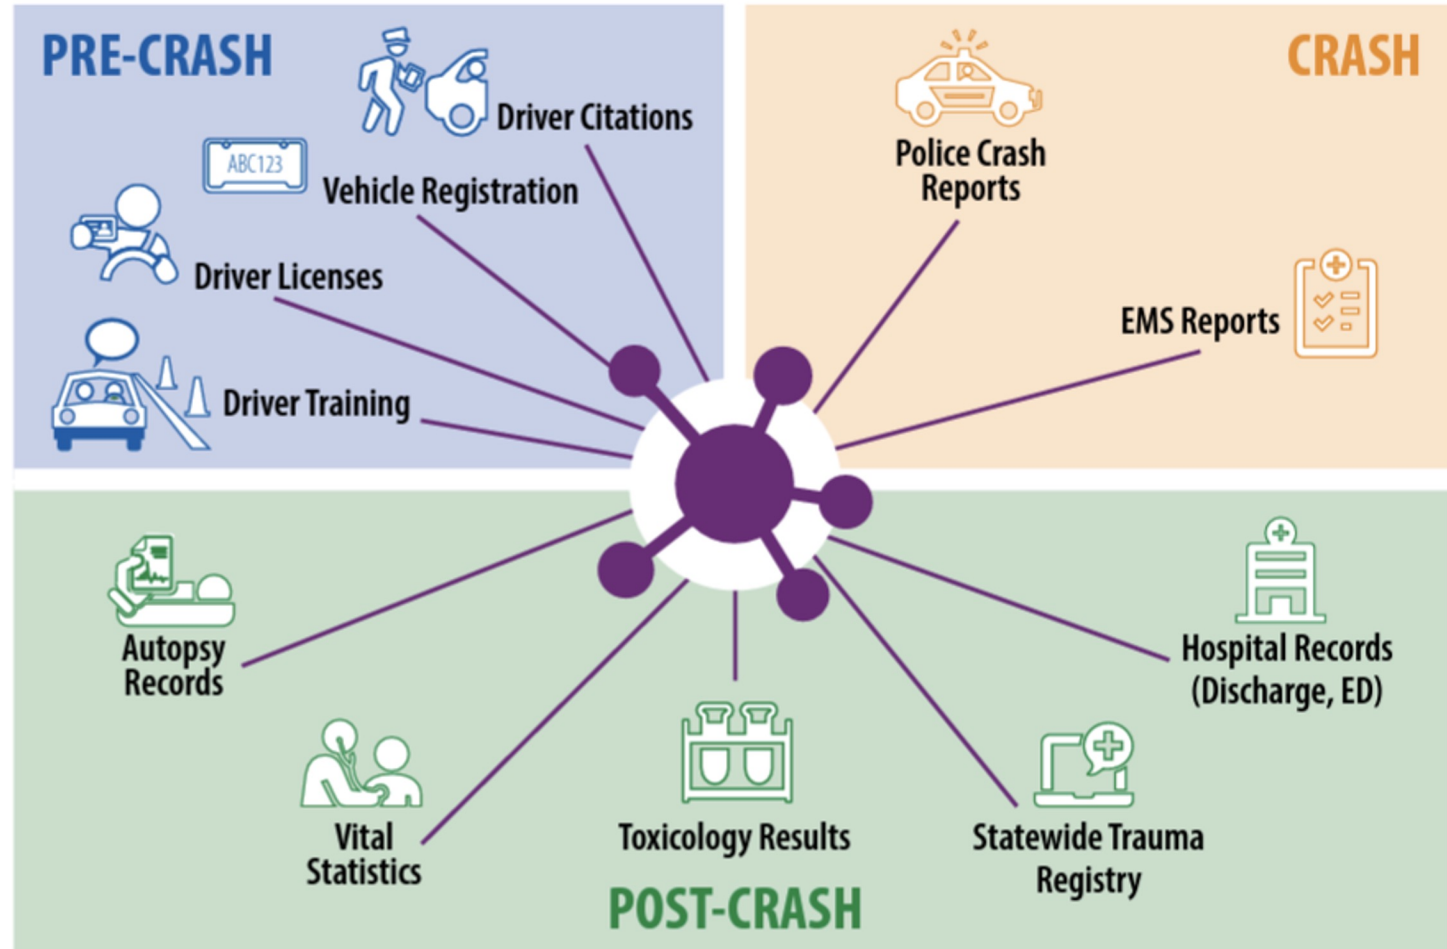 PRE-CRASH
Driver Citations
ABC123
Vehicle Registration
Driver Licenses
Driver Training
CRASH
Police Crash
Reports
EMS Reports
Autopsy
Records
Vital
Statistics
Toxicology Results
Statewide Trauma
Registry
Hospital Records
(Discharge, ED)
POST-CRASH